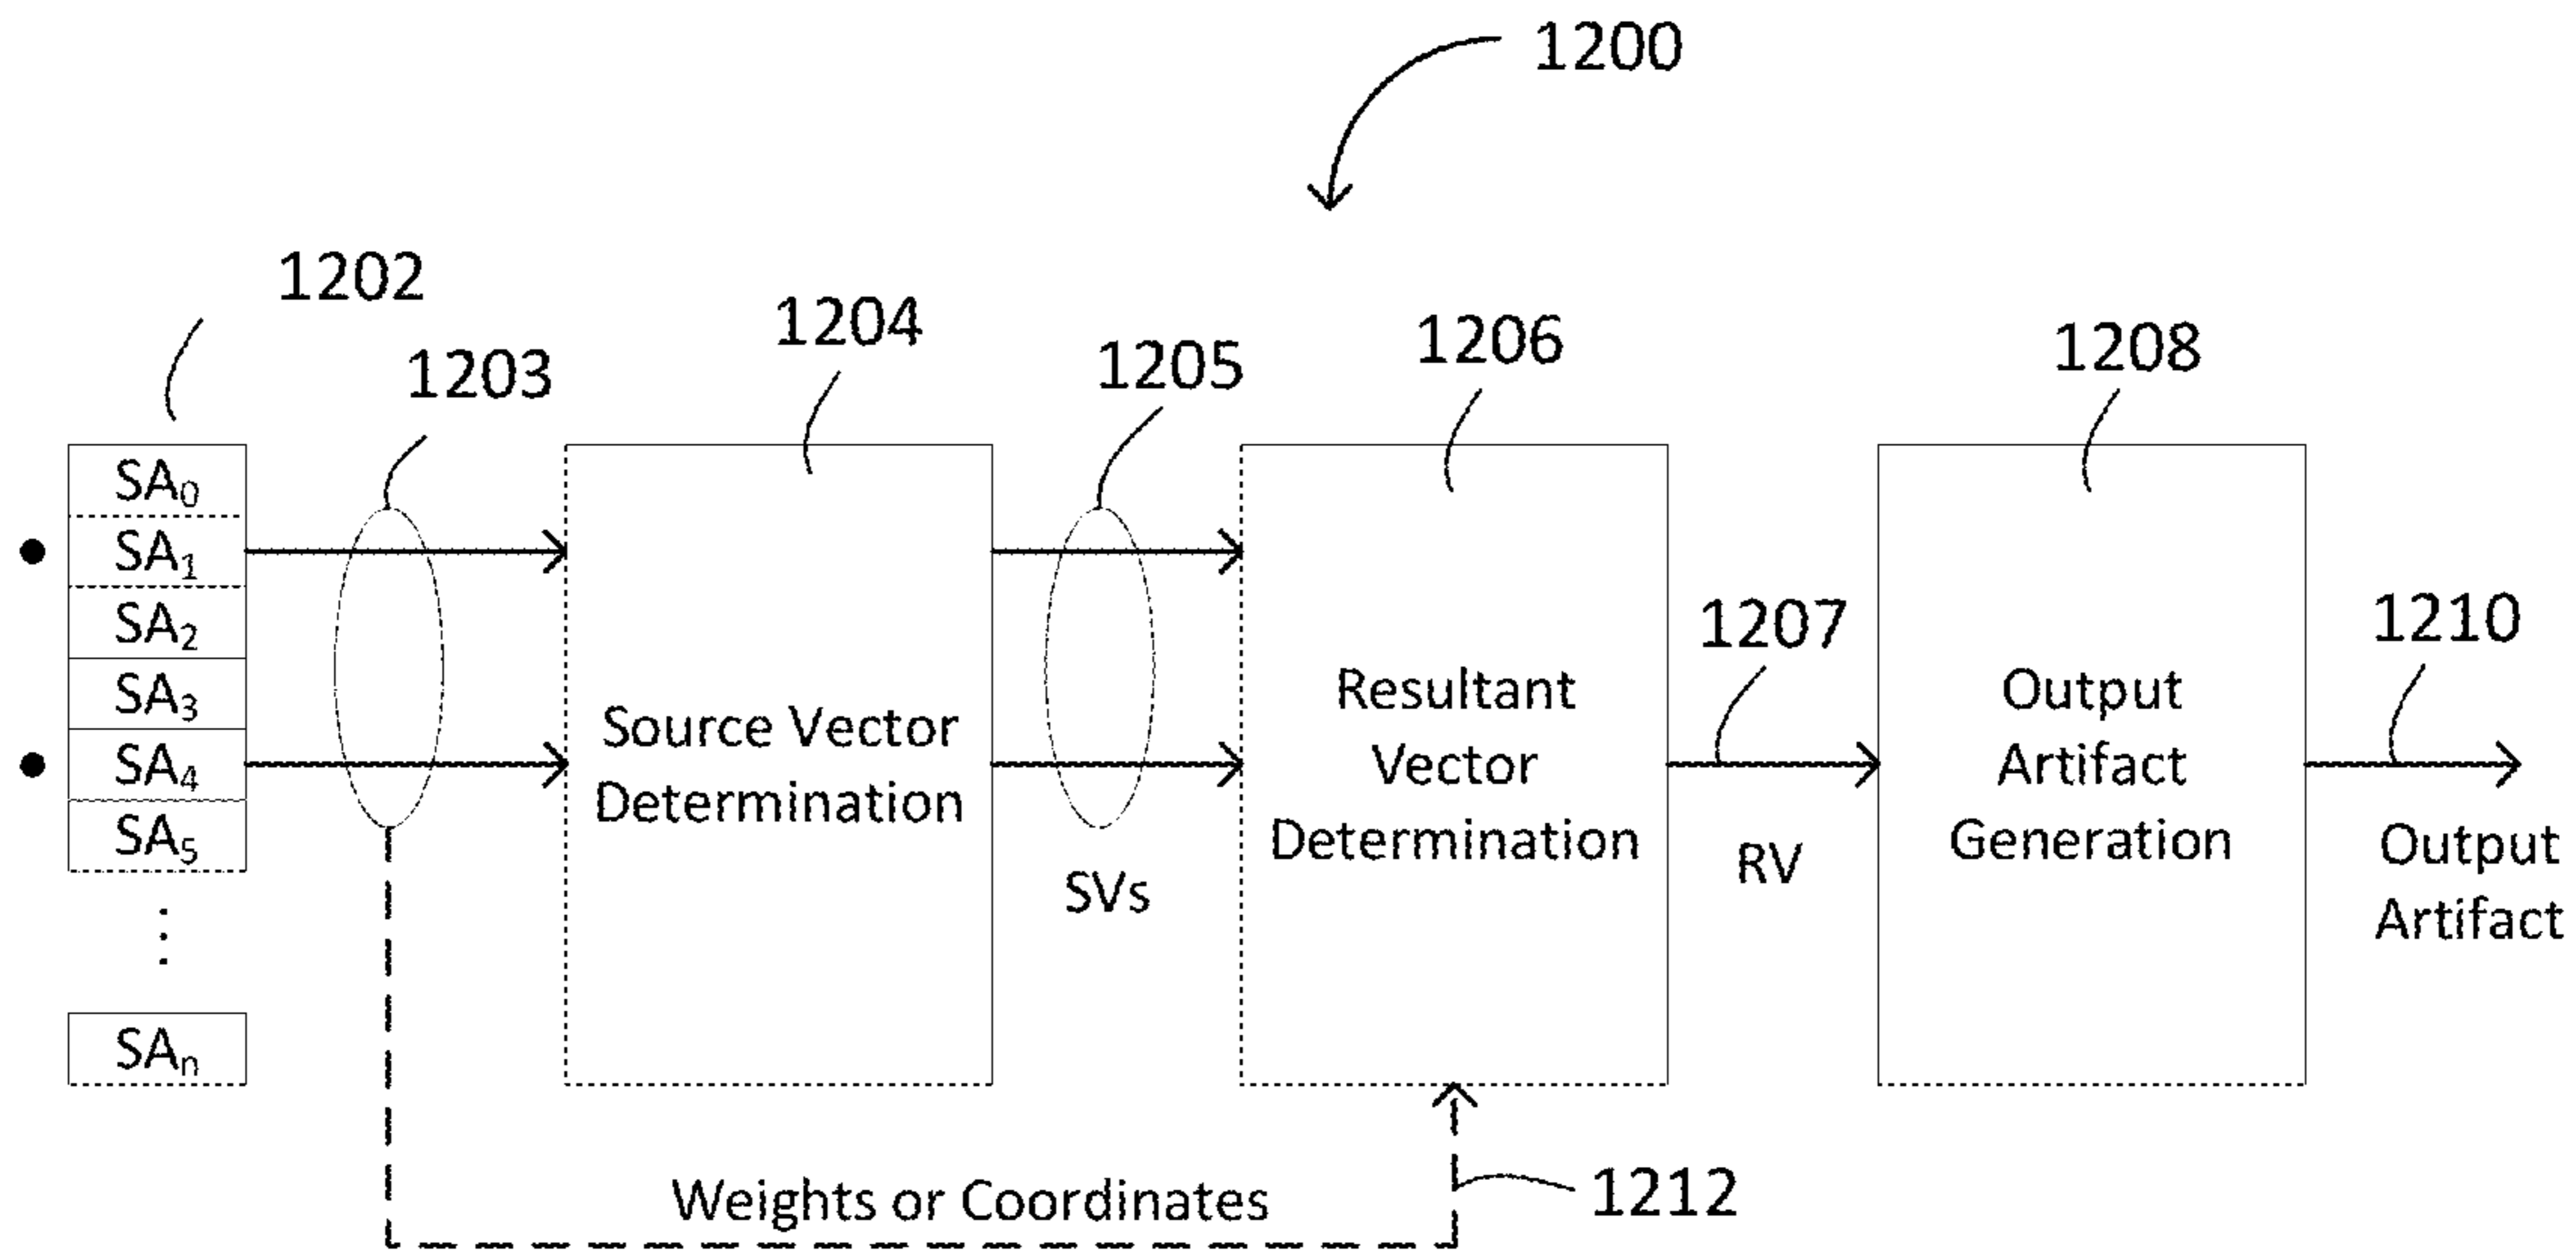 1200
1202
1203
1204
1205
1206
1208
SA₀
SA₁
SA₂
SA₃
SA₄
SA₅
⋮
SAₙ
Source Vector
Determination
SVs
Resultant
Vector
Determination
1207
RV
Output
Artifact
Generation
1210
Output
Artifact
Weights or Coordinates
1212